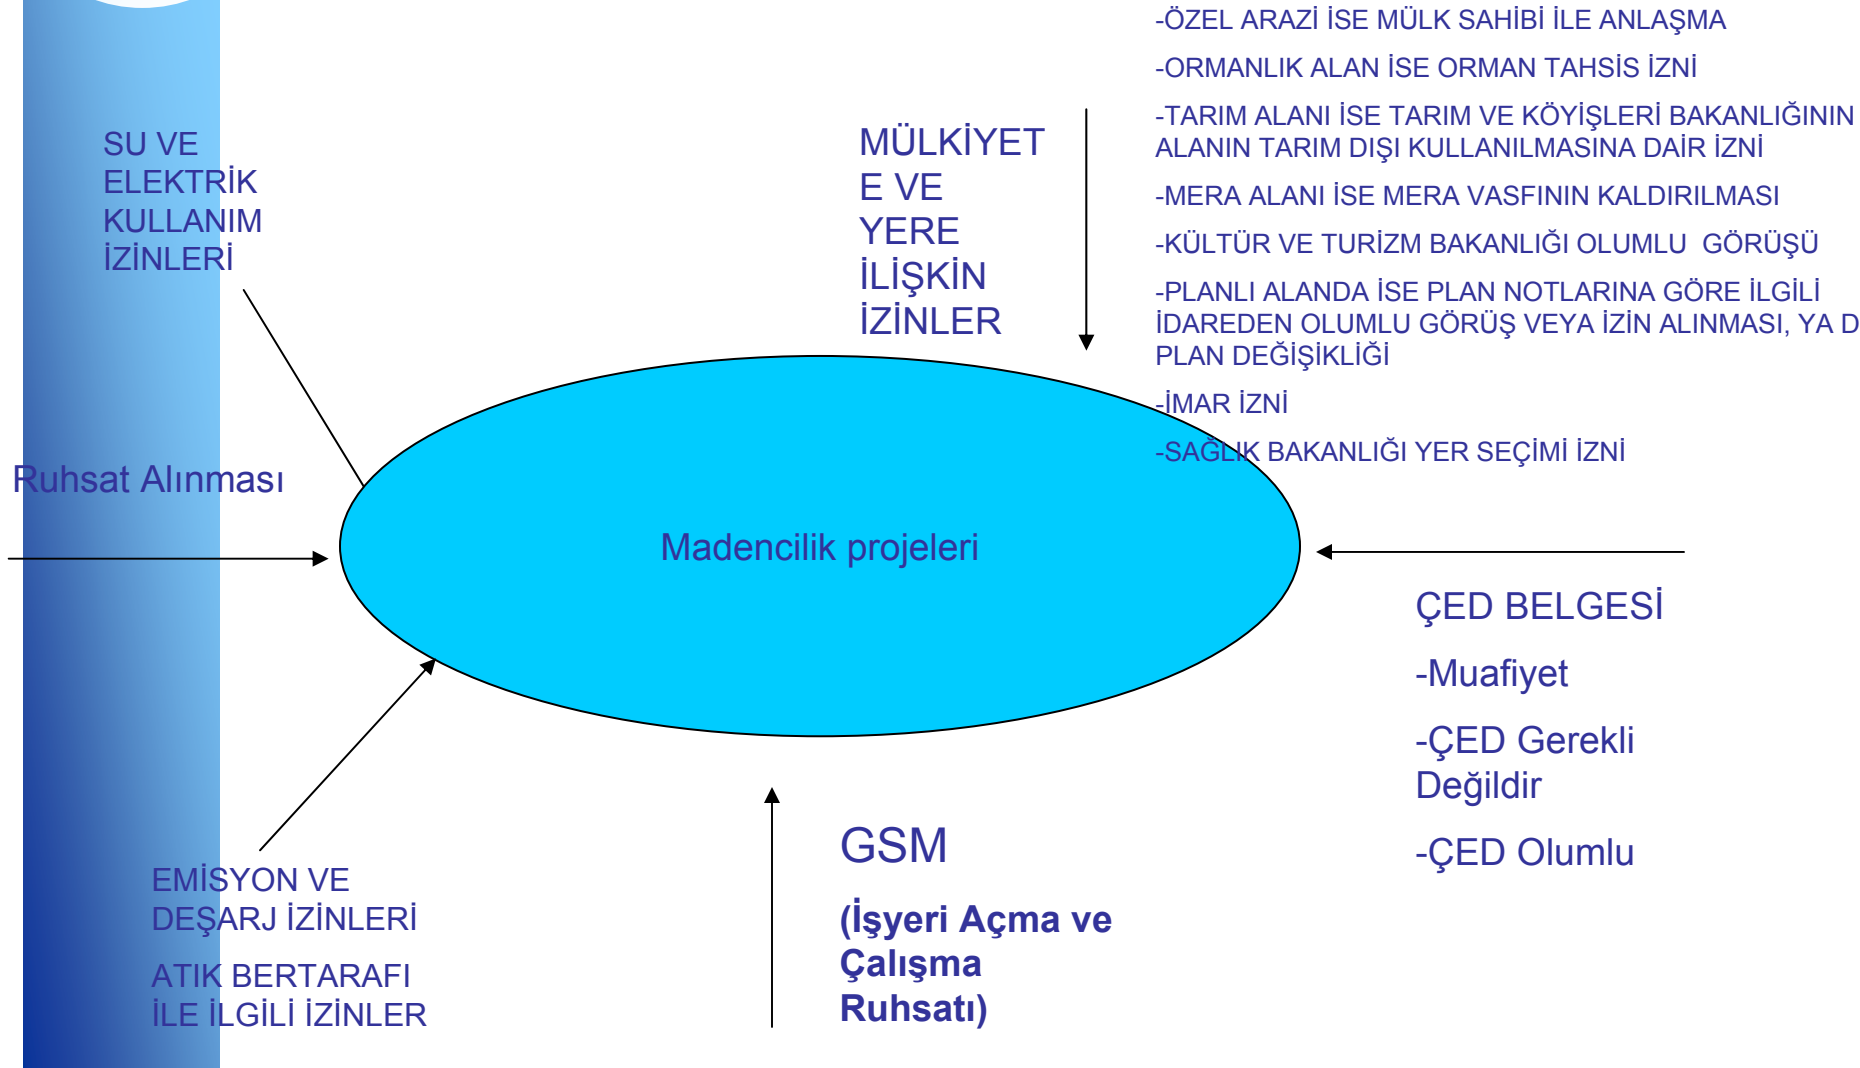 -ÖZEL ARAZİ İSE MÜLK SAHİBİ İLE ANLAŞMA
-ORMANLIK ALAN İSE ORMAN TAHSİS İZNİ
-TARIM ALANI İSE TARIM VE KÖYİŞLERİ BAKANLIĞININ
ALANIN TARIM DIŞI KULLANILMASINA DAİR İZNİ
-MERA ALANI İSE MERA VASFININ KALDIRILMASI
-KÜLTÜR VE TURİZM BAKANLIĞI OLUMLU GÖRÜŞÜ
-PLANLI ALANDA İSE PLAN NOTLARINA GÖRE İLGİLİ
İDAREDEN OLUMLU GÖRÜŞ VEYA İZİN ALINMASI, YA D
PLAN DEĞİŞİKLİĞİ
-İMAR İZNİ
-SAĞLIK BAKANLIĞI YER SEÇİMİ İZNİ
MÜLKİYET
E VE
YERE
İLİŞKİN
İZİNLER
SU VE
ELEKTRİK
KULLANIM
İZİNLERİ
Ruhsat Alınması
Madencilik projeleri
ÇED BELGESİ
-Muafiyet
-ÇED Gerekli
Değildir
-ÇED Olumlu
GSM
(İşyeri Açma ve
Çalışma
Ruhsatı)
EMİSYON VE
DEŞARJ İZİNLERİ
ATIK BERTARAFI
İLE İLGİLİ İZİNLER